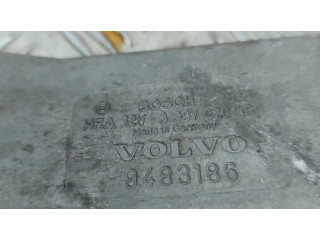 BOSCH
Made in Germany
VOLVO
9483186